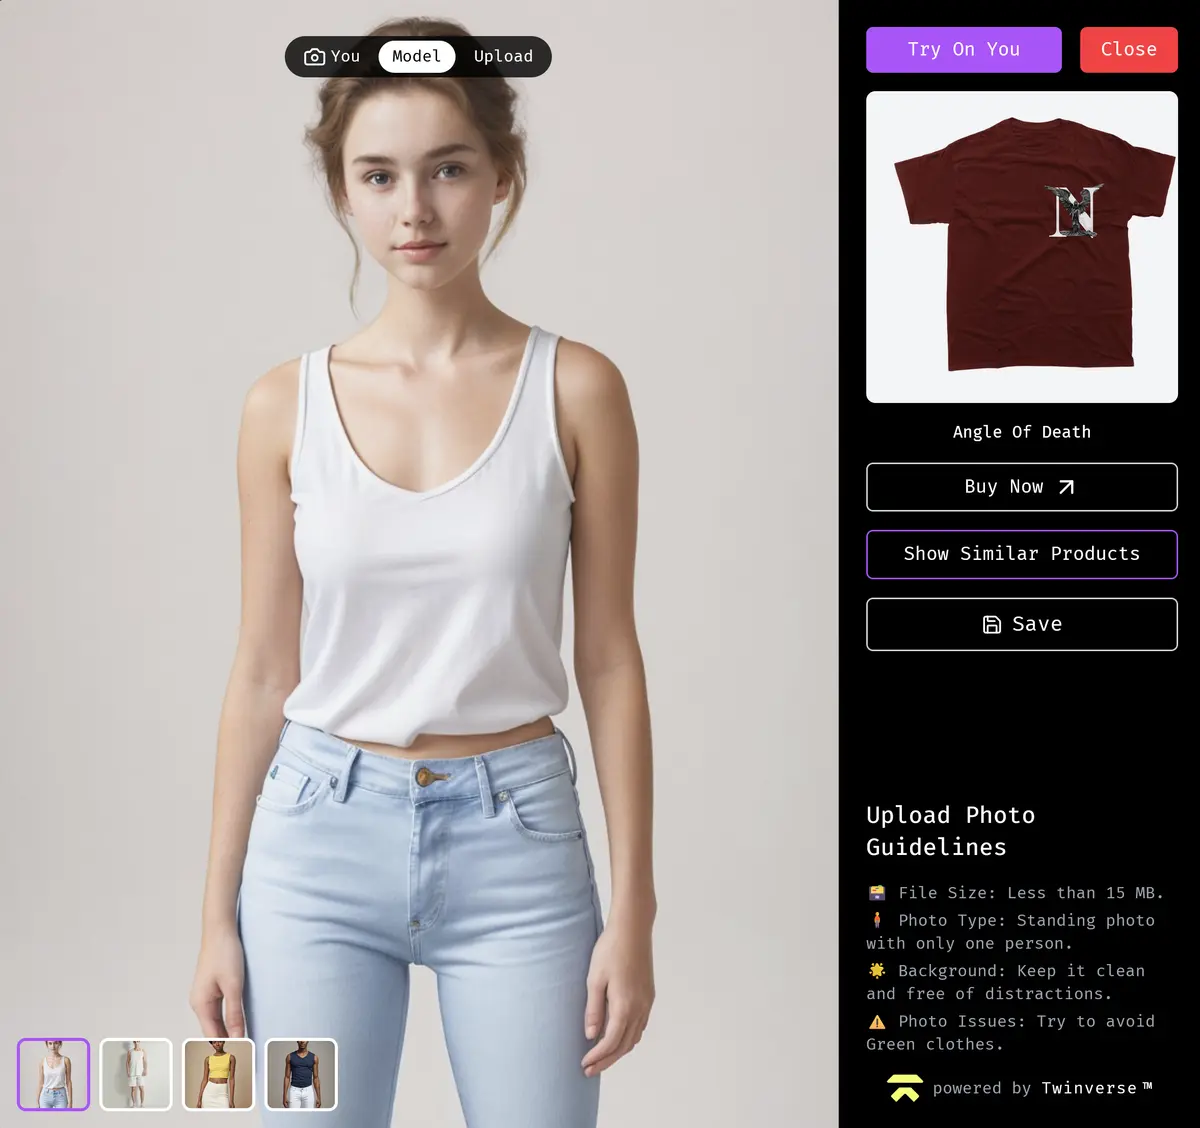 You
Model
Upload
Try On You
Close
N
Angle Of Death
Buy Now
Show Similar Products
Save
Upload Photo
Guidelines
File Size: Less than 15 MB.
Photo Type: Standing photo
with only one person.
Background: Keep it clean
and free of distractions.
Photo Issues: Try to avoid
Green clothes.
powered by Twinverse™